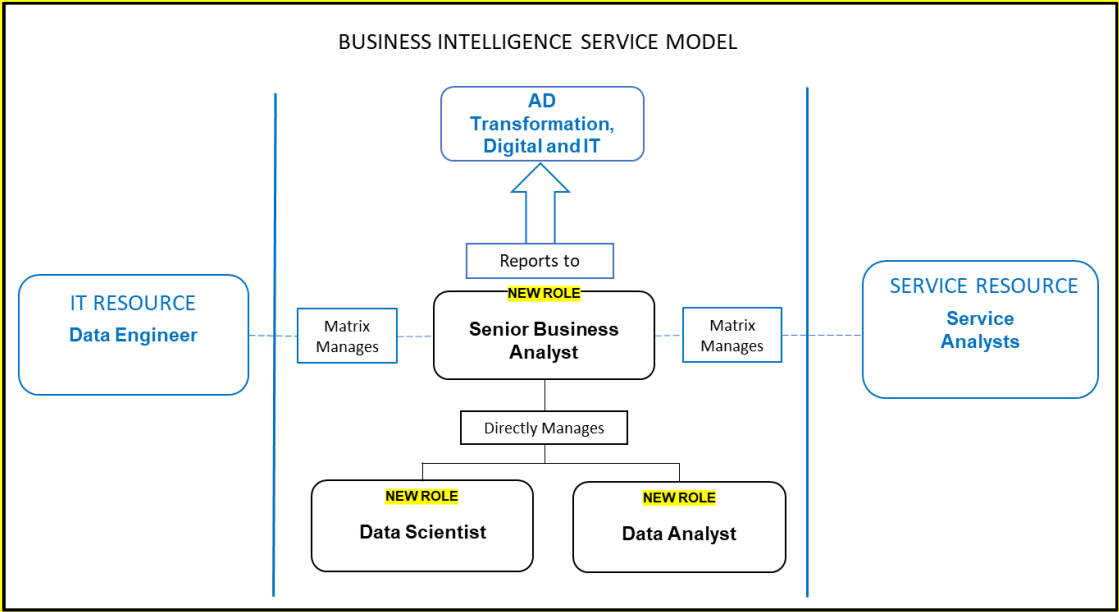 BUSINESS INTELLIGENCE SERVICE MODEL
AD
Transformation,
Digital and IT
Reports to
IT RESOURCE
Data Engineer
Matrix
Manages
NEW ROLE
Senior Business
Analyst
Matrix
Manages
SERVICE RESOURCE
Service
Analysts
Directly Manages
NEW ROLE
Data Scientist
NEW ROLE
Data Analyst